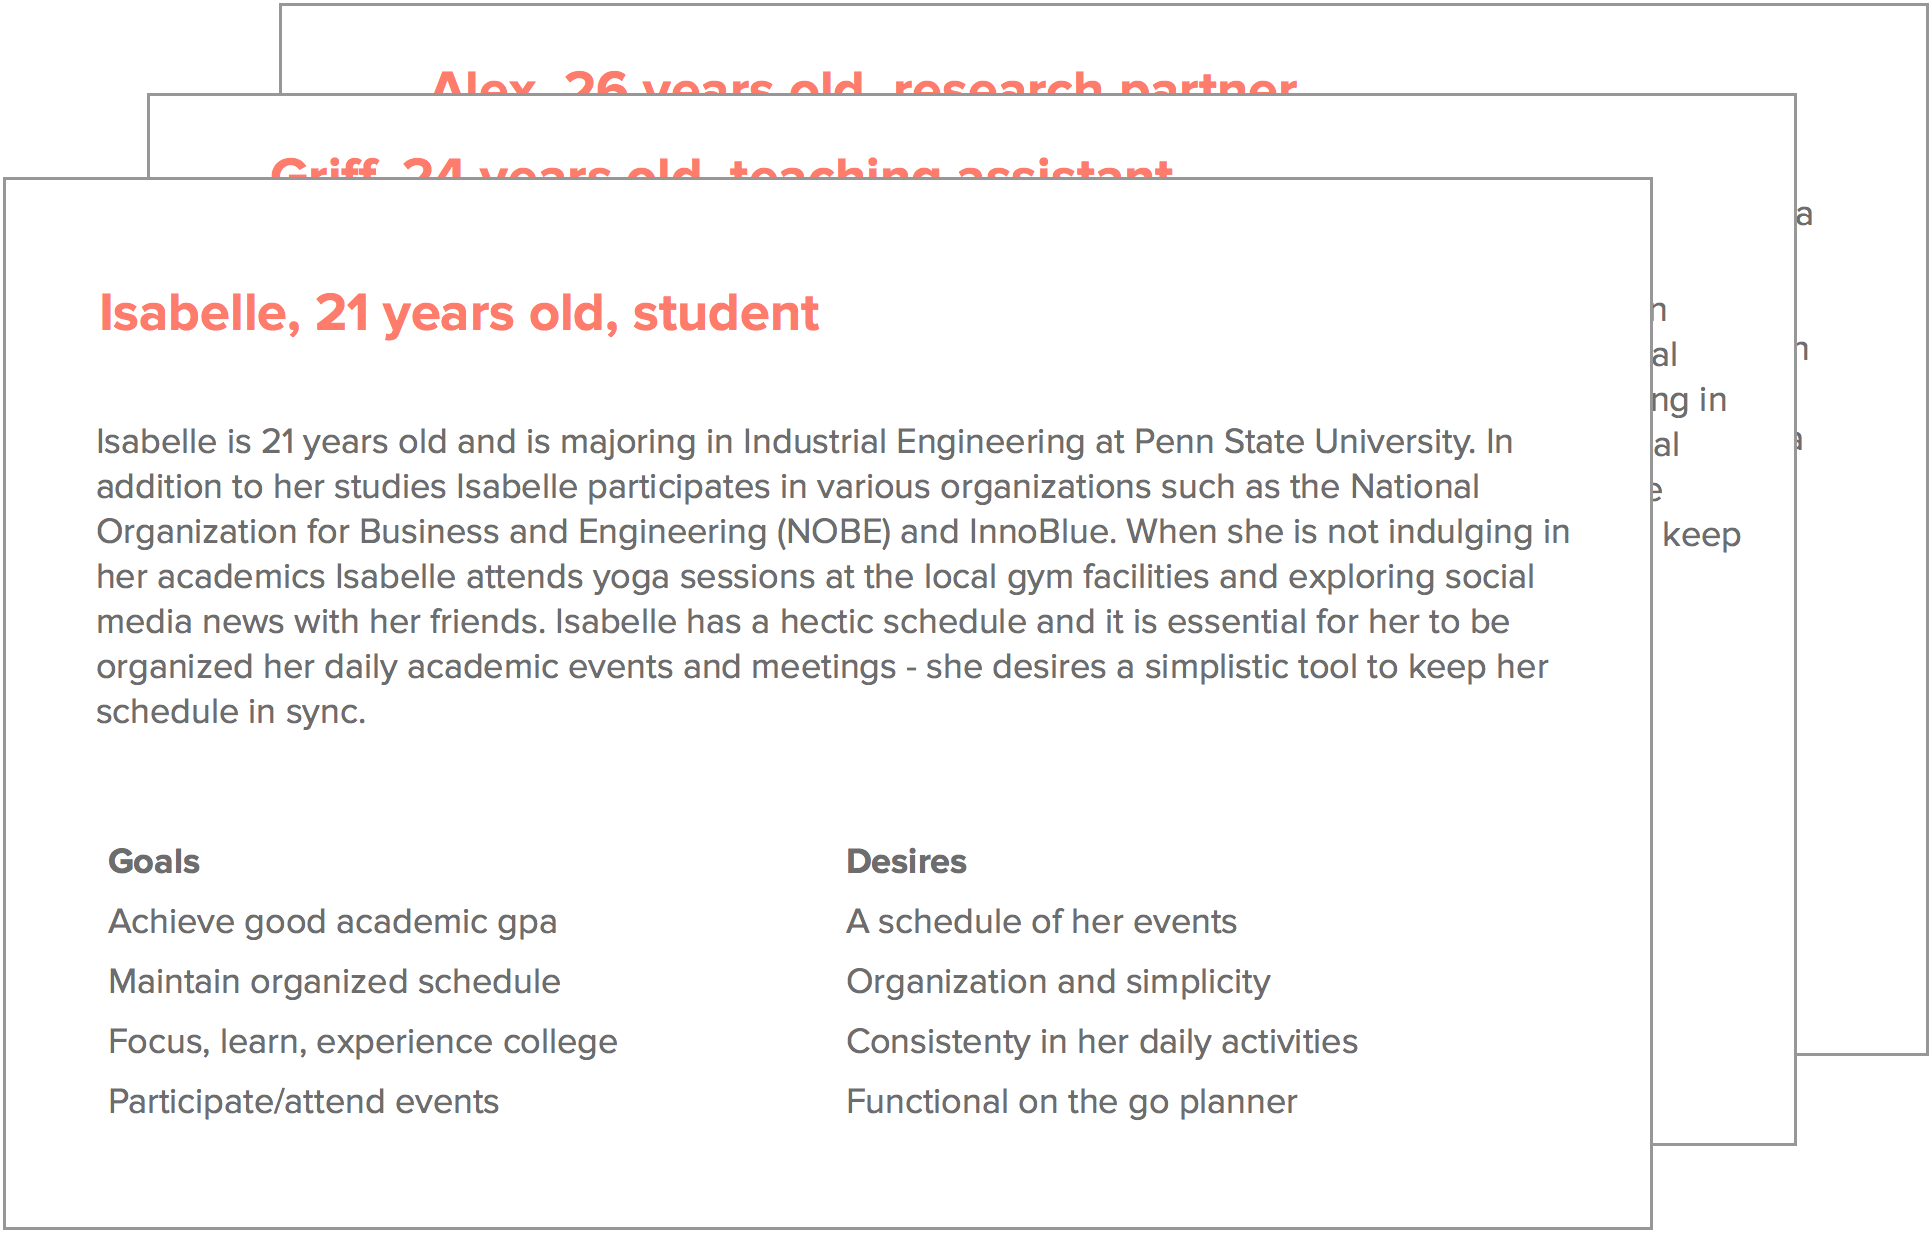 Alex, 26 years old, research partner
Griff, 24 years old, teaching assistant
a
Isabelle, 21 years old, student
n
al
ng in
al
e
keep
a
Isabelle is 21 years old and is majoring in Industrial Engineering at Penn State University. In
addition to her studies Isabelle participates in various organizations such as the National
Organization for Business and Engineering (NOBE) and InnoBlue. When she is not indulging in
her academics Isabelle attends yoga sessions at the local gym facilities and exploring social
media news with her friends. Isabelle has a hectic schedule and it is essential for her to be
organized her daily academic events and meetings - she desires a simplistic tool to keep her
schedule in sync.
Goals
Achieve good academic gpa
Maintain organized schedule
Focus, learn, experience college
Participate/attend events
Desires
A schedule of her events
Organization and simplicity
Consistenty in her daily activities
Functional on the go planner